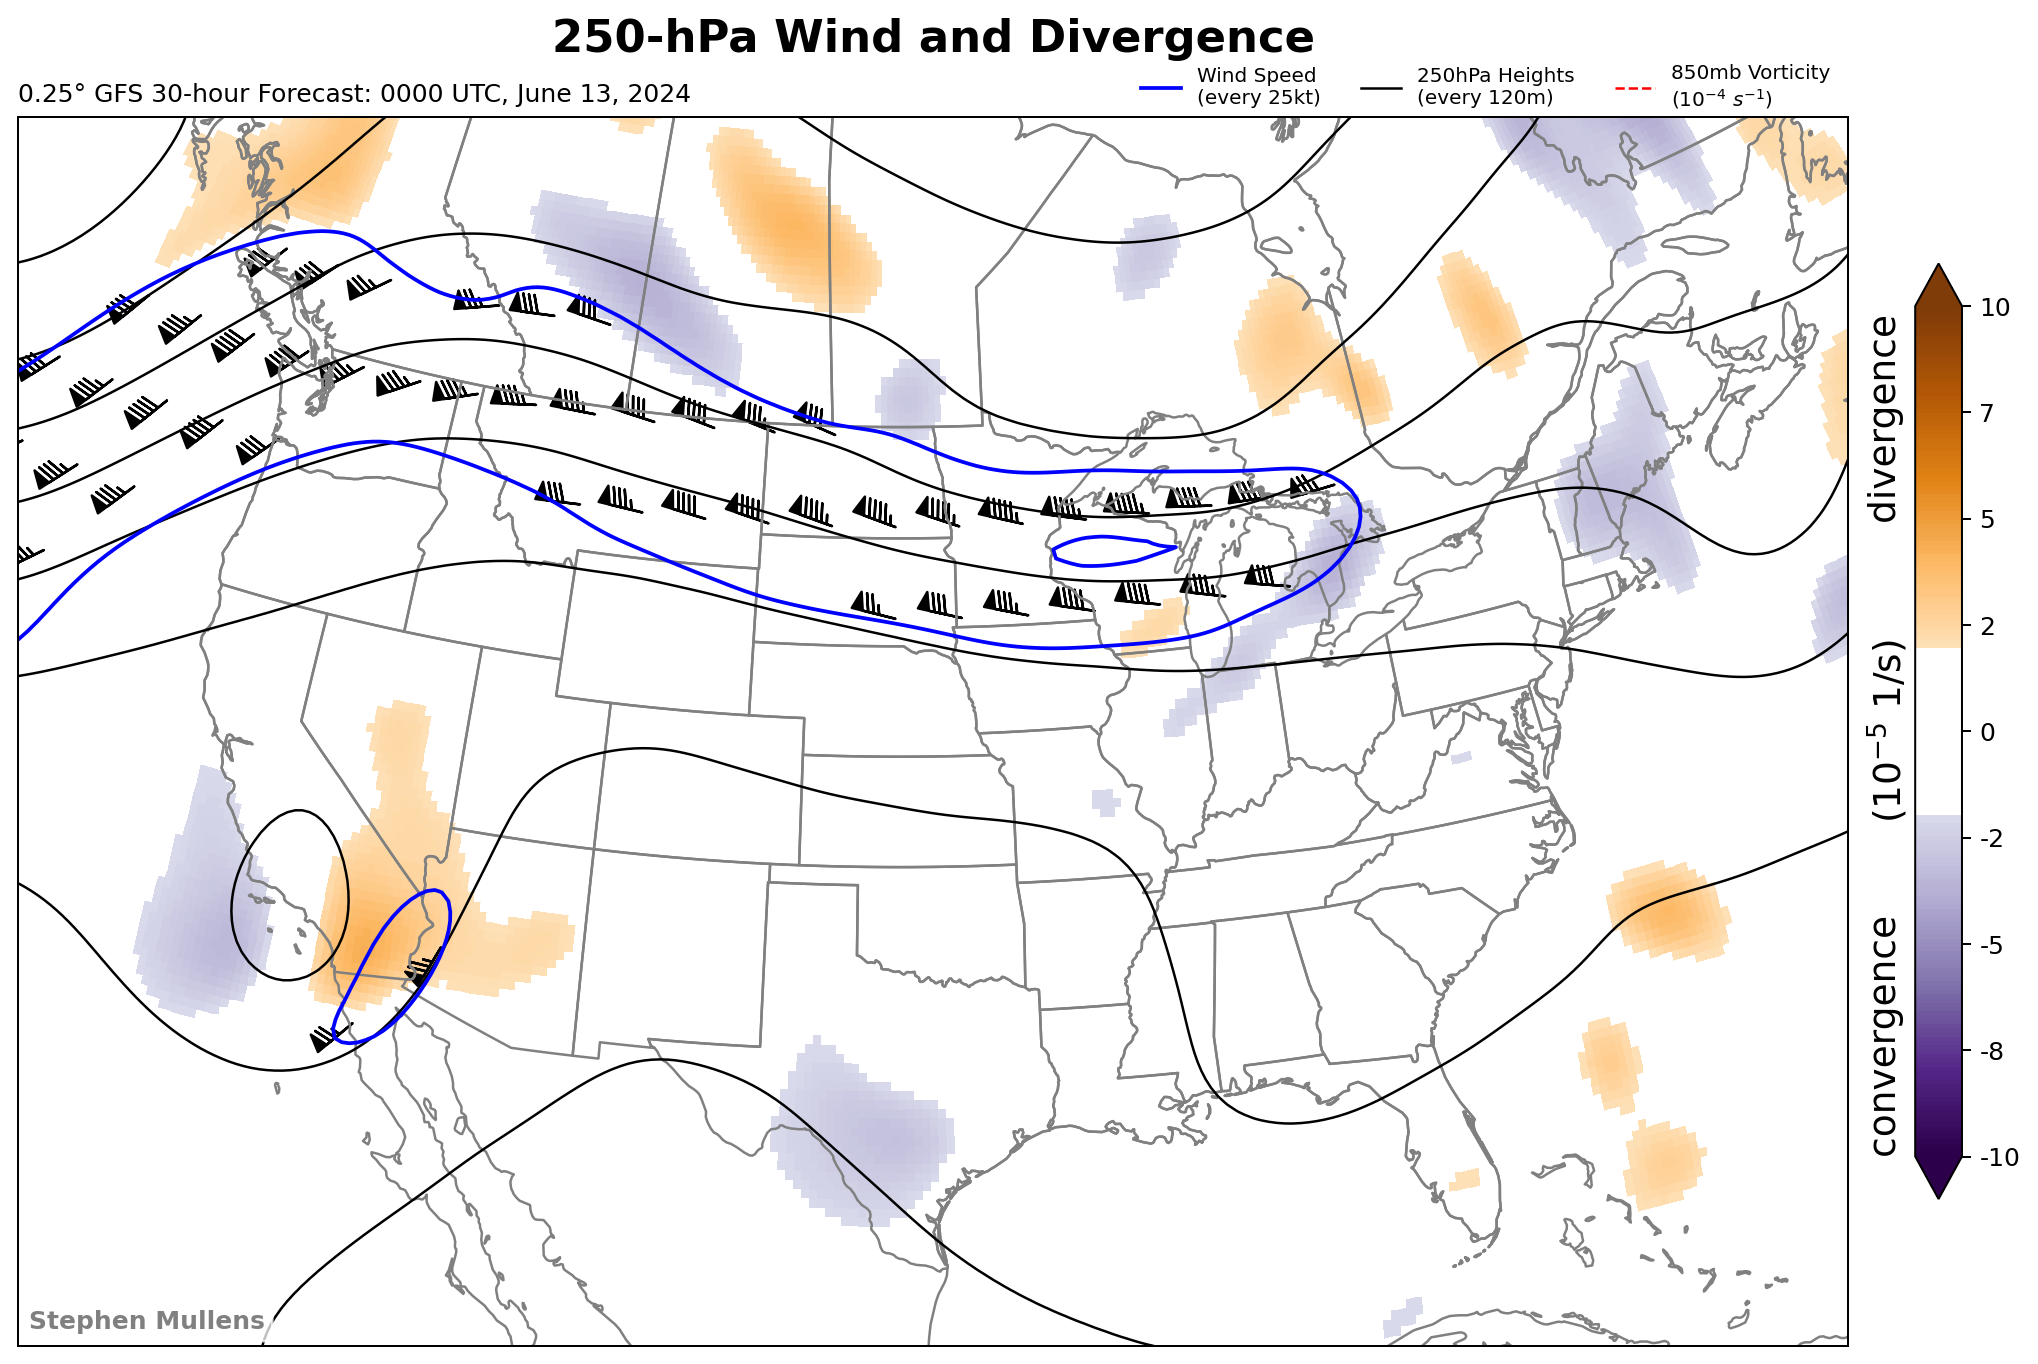 250-hPa Wind and Divergence
0.25° GFS 30-hour Forecast: 0000 UTC, June 13, 2024
Wind Speed
(every 25kt)
250hPa Heights
(every 120m)
850mb Vorticity
(10⁻⁴ s⁻¹)
10
7
5
2
0
-2
-5
-8
-10
convergence (10⁻⁵ 1/s) divergence
Stephen Mullens